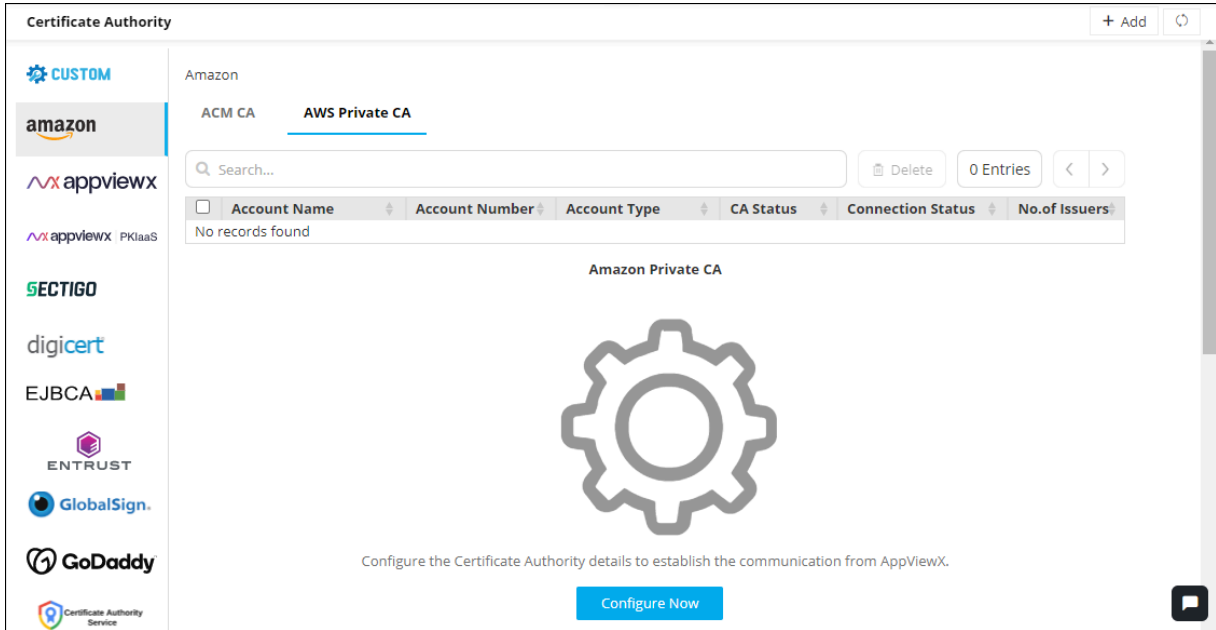 Certificate Authority
+ Add
CUSTOM
amazon
appviewx
appviewx | PKIaaS
SECTIGO
digicert
EJBCA
ENTRUST
GlobalSign.
GoDaddy
Certificate Authority
Service
Amazon
ACM CA AWS Private CA
Search... Delete 0 Entries < >
Account Name Account Number Account Type CA Status Connection Status No.of Issuers
No records found
Amazon Private CA
Configure the Certificate Authority details to establish the communication from AppViewX.
Configure Now